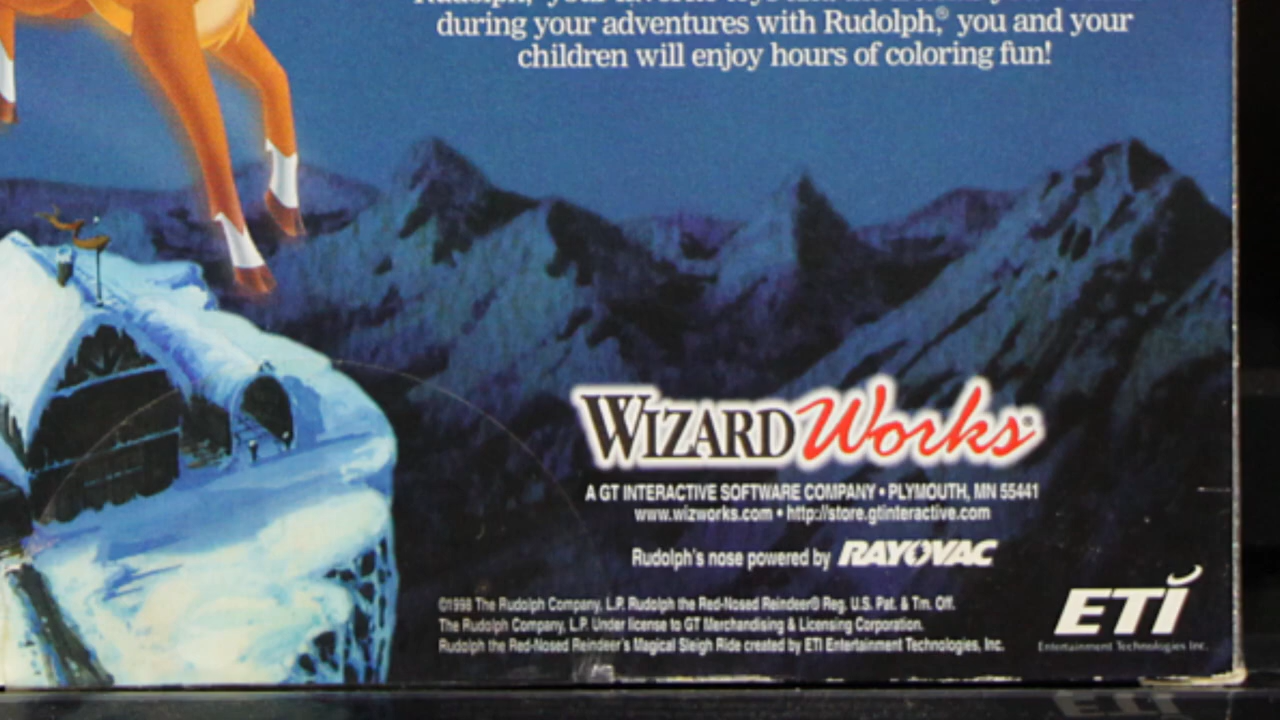 during your adventures with Rudolph,® you and your
children will enjoy hours of coloring fun!
WIZARDWorks®
A GT INTERACTIVE SOFTWARE COMPANY • PLYMOUTH, MN 55441
www.wizworks.com • http://store.gtinteractive.com
Rudolph's nose powered by RAYOVAC
©1998 The Rudolph Company, L.P. Rudolph the Red-Nosed Reindeer® Reg. U.S. Pat. & Tm. Off.
The Rudolph Company, L.P. Under license to GT Merchandising & Licensing Corporation.
Rudolph the Red-Nosed Reindeer's Magical Sleigh Ride created by ETI Entertainment Technologies, Inc.
ETI
Entertainment Technologies Inc.